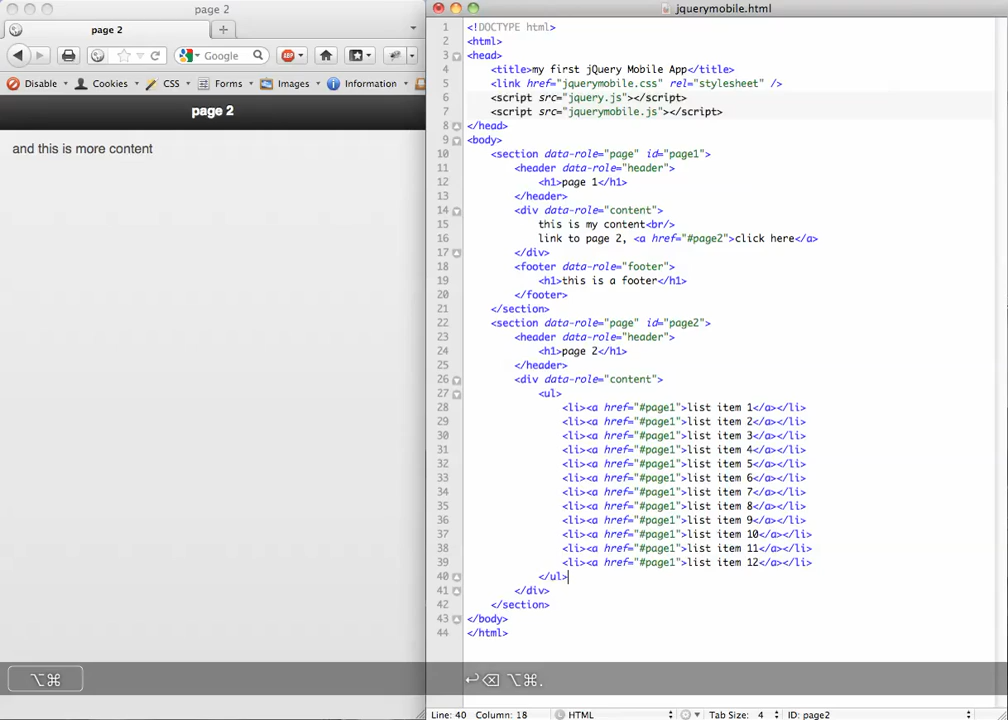 page 2
page 2
Google
ABP
Disable
Cookies
CSS
Forms
Images
Information
page 2
and this is more content
⌥⌘
jquerymobile.html
1 <!DOCTYPE html>
2 <html>
3 <head>
4 <title>my first jQuery Mobile App</title>
5 <link href="jquerymobile.css" rel="stylesheet" />
6 <script src="jquery.js"></script>
7 <script src="jquerymobile.js"></script>
8 </head>
9 <body>
10 <section data-role="page" id="page1">
11 <header data-role="header">
12 <h1>page 1</h1>
13 </header>
14 <div data-role="content">
15 this is my content<br/>
16 link to page 2, <a href="#page2">click here</a>
17 </div>
18 <footer data-role="footer">
19 <h1>this is a footer</h1>
20 </footer>
21 </section>
22 <section data-role="page" id="page2">
23 <header data-role="header">
24 <h1>page 2</h1>
25 </header>
26 <div data-role="content">
27 <ul>
28 <li><a href="#page1">list item 1</a></li>
29 <li><a href="#page1">list item 2</a></li>
30 <li><a href="#page1">list item 3</a></li>
31 <li><a href="#page1">list item 4</a></li>
32 <li><a href="#page1">list item 5</a></li>
33 <li><a href="#page1">list item 6</a></li>
34 <li><a href="#page1">list item 7</a></li>
35 <li><a href="#page1">list item 8</a></li>
36 <li><a href="#page1">list item 9</a></li>
37 <li><a href="#page1">list item 10</a></li>
38 <li><a href="#page1">list item 11</a></li>
39 <li><a href="#page1">list item 12</a></li>
40 </ul>
41 </div>
42 </section>
43 </body>
44 </html>
↩⌫ ⌥⌘.
Line: 40 Column: 18 HTML Tab Size: 4 ID: page2